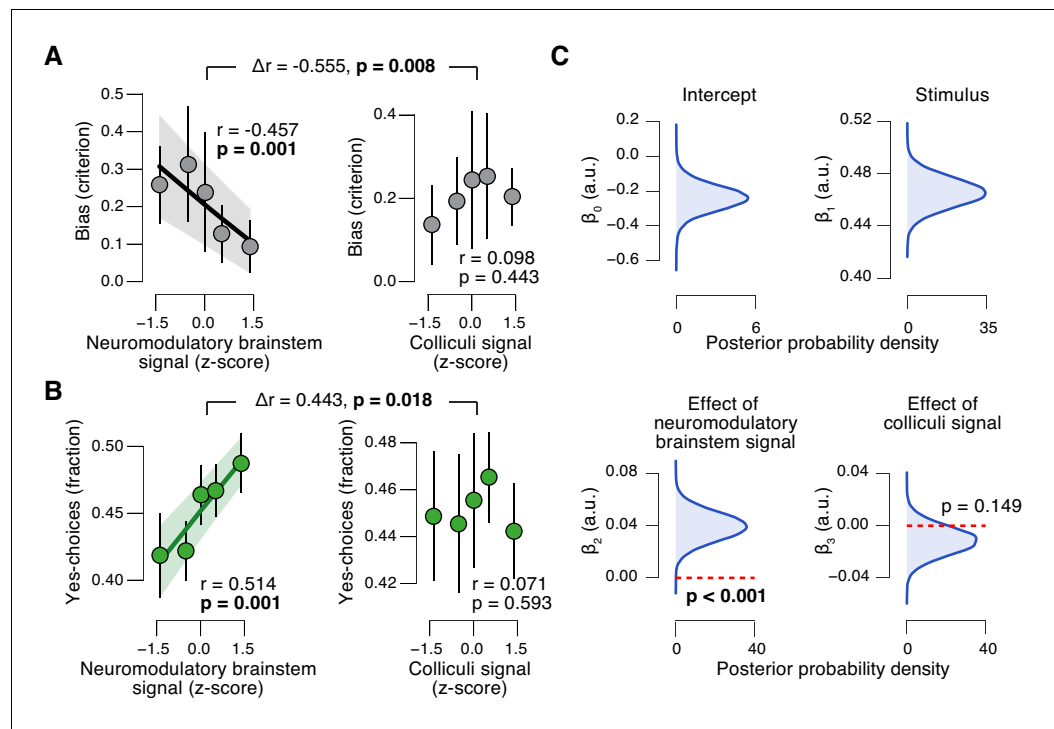 A
Δr = -0.555, p = 0.008
0.5
0.4
0.3
0.2
0.1
0.0
Bias (criterion)
r = -0.457
p = 0.001
−1.5 0.0 1.5
Neuromodulatory brainstem
signal (z-score)
0.4
0.2
0.0
Bias (criterion)
r = 0.098
p = 0.443
−1.5 0.0 1.5
Colliculi signal
(z-score)
B
Δr = 0.443, p = 0.018
0.50
0.45
0.40
Yes-choices (fraction)
r = 0.514
p = 0.001
−1.5 0.0 1.5
Neuromodulatory brainstem
signal (z-score)
0.48
0.46
0.44
0.42
Yes-choices (fraction)
r = 0.071
p = 0.593
−1.5 0.0 1.5
Colliculi signal
(z-score)
C
Intercept
0.2
0.0
−0.2
−0.4
−0.6
β0 (a.u.)
0 6
Stimulus
0.52
0.48
0.44
0.40
β1 (a.u.)
0 35
Posterior probability density
Effect of
neuromodulatory
brainstem signal
0.08
0.04
0.00
β2 (a.u.)
p < 0.001
0 40
Effect of
colliculi signal
0.04
0.00
−0.04
β3 (a.u.)
p = 0.149
0 40
Posterior probability density